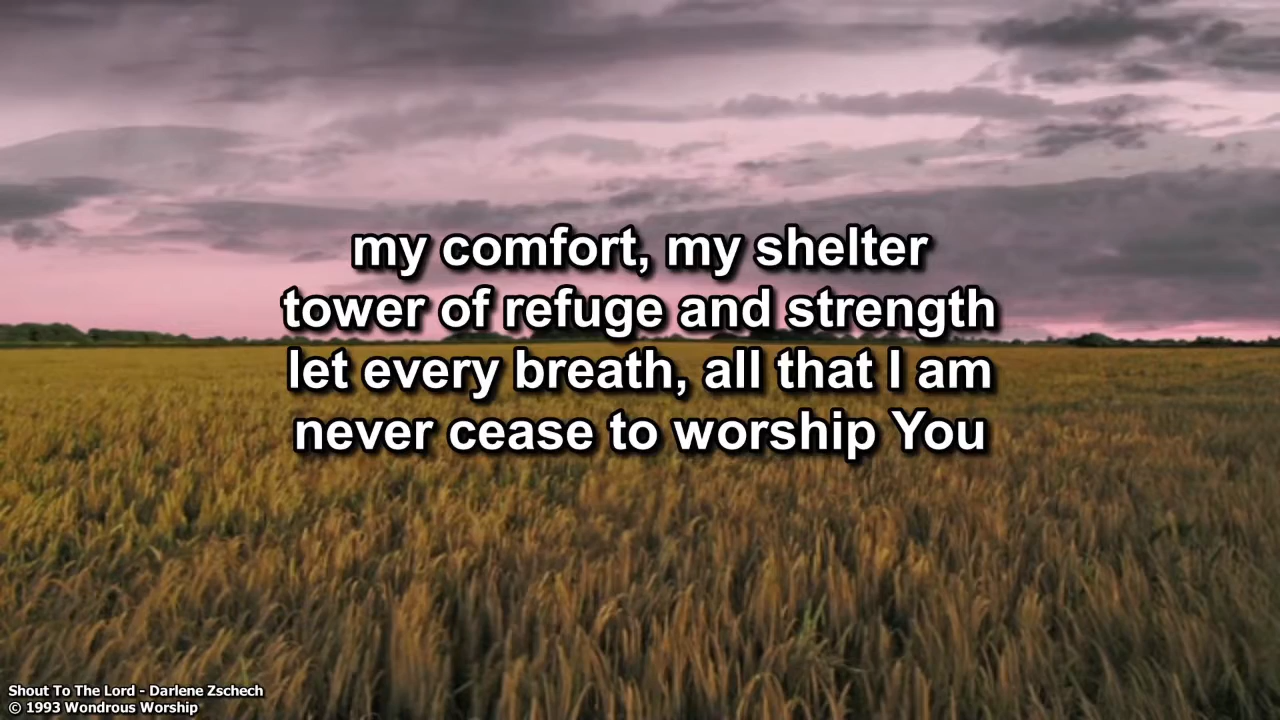 my comfort, my shelter
tower of refuge and strength
let every breath, all that I am
never cease to worship You
Shout To The Lord - Darlene Zschech
© 1993 Wondrous Worship